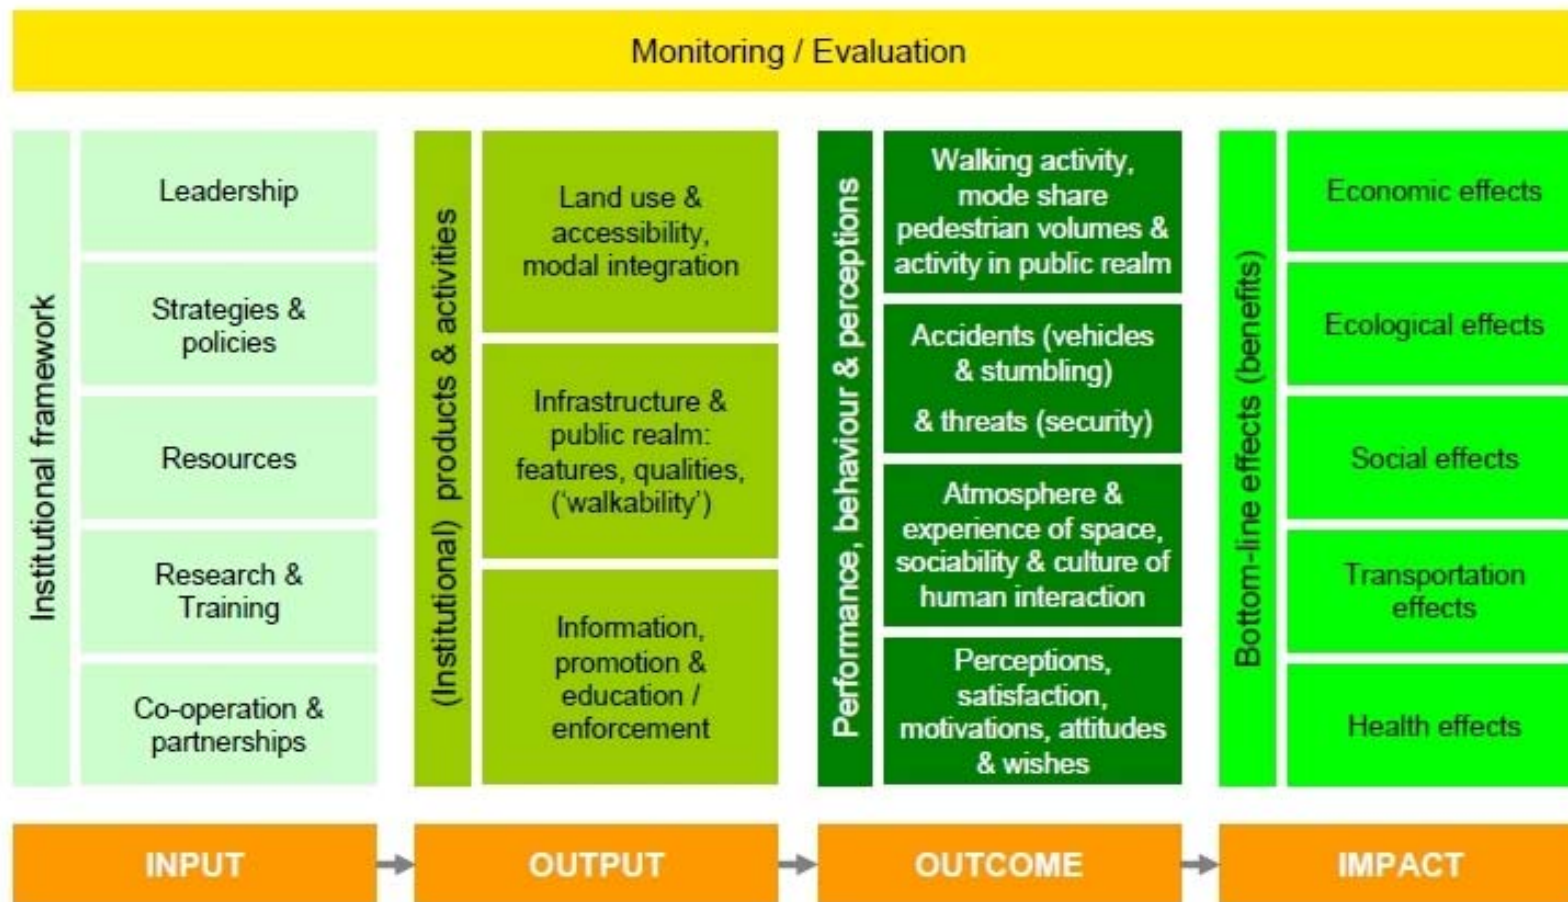 Monitoring / Evaluation
Institutional framework
Leadership
Strategies &
policies
Resources
Research &
Training
Co-operation &
partnerships
(Institutional) products & activities
Land use &
accessibility,
modal integration
Infrastructure &
public realm:
features, qualities,
(‘walkability’)
Information,
promotion &
education /
enforcement
Performance, behaviour & perceptions
Walking activity,
mode share
pedestrian volumes &
activity in public realm
Accidents (vehicles
& stumbling)
& threats (security)
Atmosphere &
experience of space,
sociability & culture of
human interaction
Perceptions,
satisfaction,
motivations, attitudes
& wishes
Bottom-line effects (benefits)
Economic effects
Ecological effects
Social effects
Transportation
effects
Health effects
INPUT
OUTPUT
OUTCOME
IMPACT